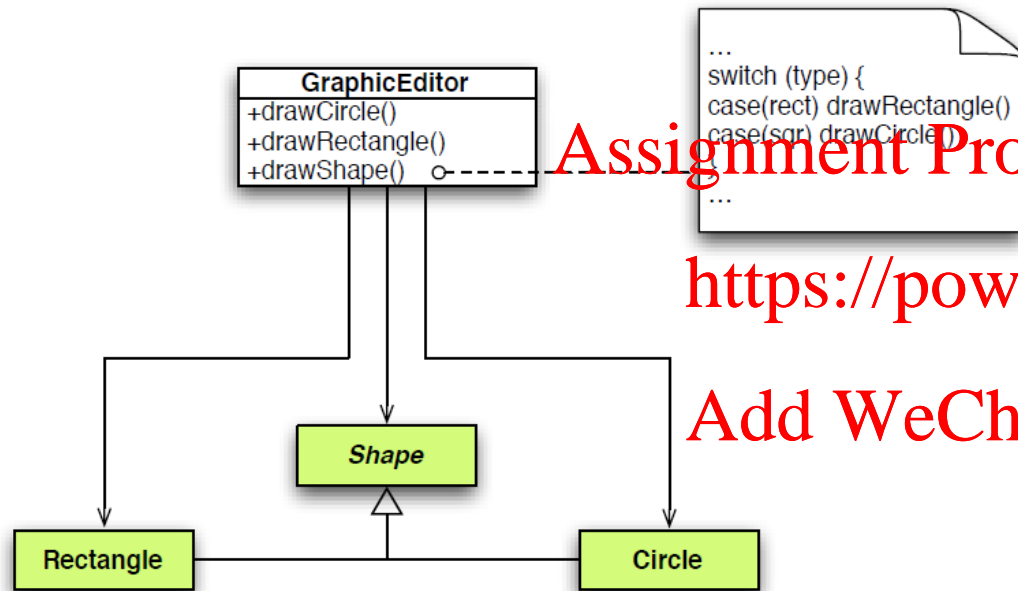 GraphicEditor
+drawCircle()
+drawRectangle()
+drawShape()
...
switch (type) {
case(rect) drawRectangle()
case(sqr) drawCircle()
{
...
Assignment Pro
https://pow
Add WeCh
Shape
Rectangle
Circle